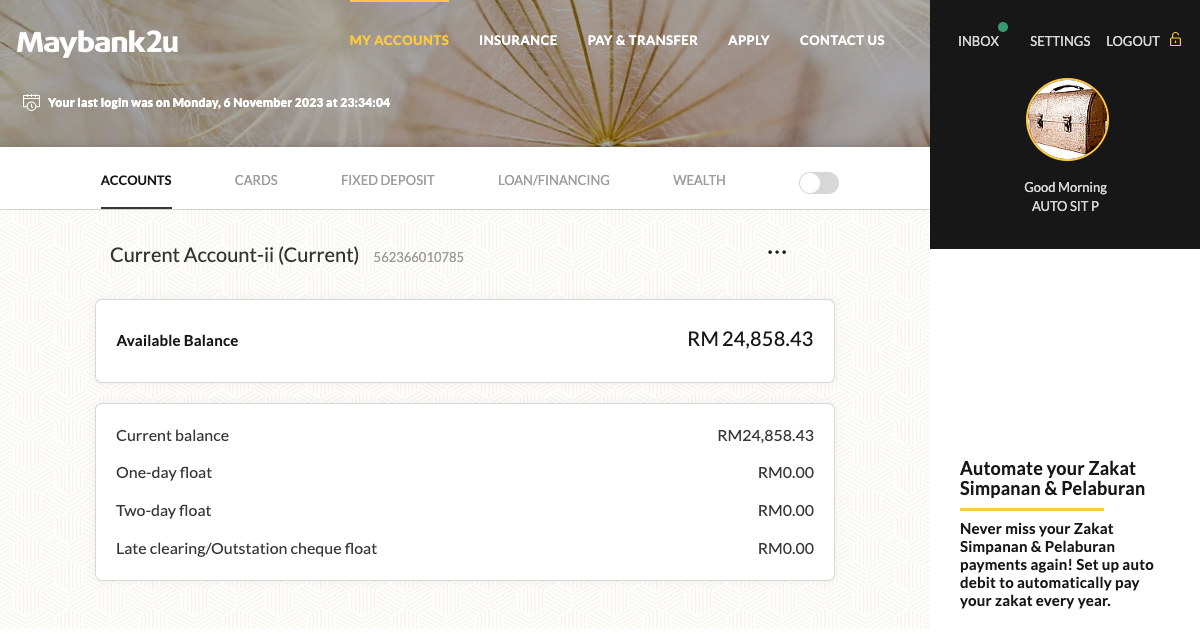 Maybank2u
MY ACCOUNTS INSURANCE PAY & TRANSFER APPLY CONTACT US
INBOX SETTINGS LOGOUT
Your last login was on Monday, 6 November 2023 at 23:34:04
Good Morning
AUTO SIT P
ACCOUNTS CARDS FIXED DEPOSIT LOAN/FINANCING WEALTH
Current Account-ii (Current) 562366010785
Available Balance RM 24,858.43
Current balance RM24,858.43
One-day float RM0.00
Two-day float RM0.00
Late clearing/Outstation cheque float RM0.00
Automate your Zakat
Simpanan & Pelaburan
Never miss your Zakat
Simpanan & Pelaburan
payments again! Set up auto
debit to automatically pay
your zakat every year.